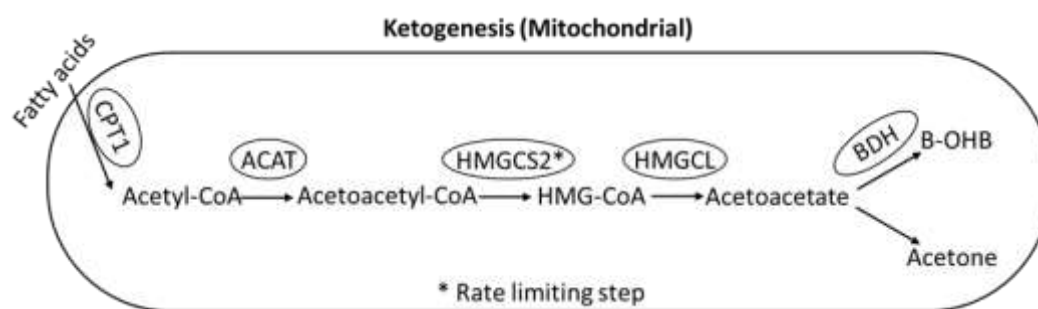 Ketogenesis (Mitochondrial)
Fatty acids
CPT1
ACAT
HMGCS2*
HMGCL
BDH
B-OHB
Acetyl-CoA
Acetoacetyl-CoA
HMG-CoA
Acetoacetate
Acetone
* Rate limiting step